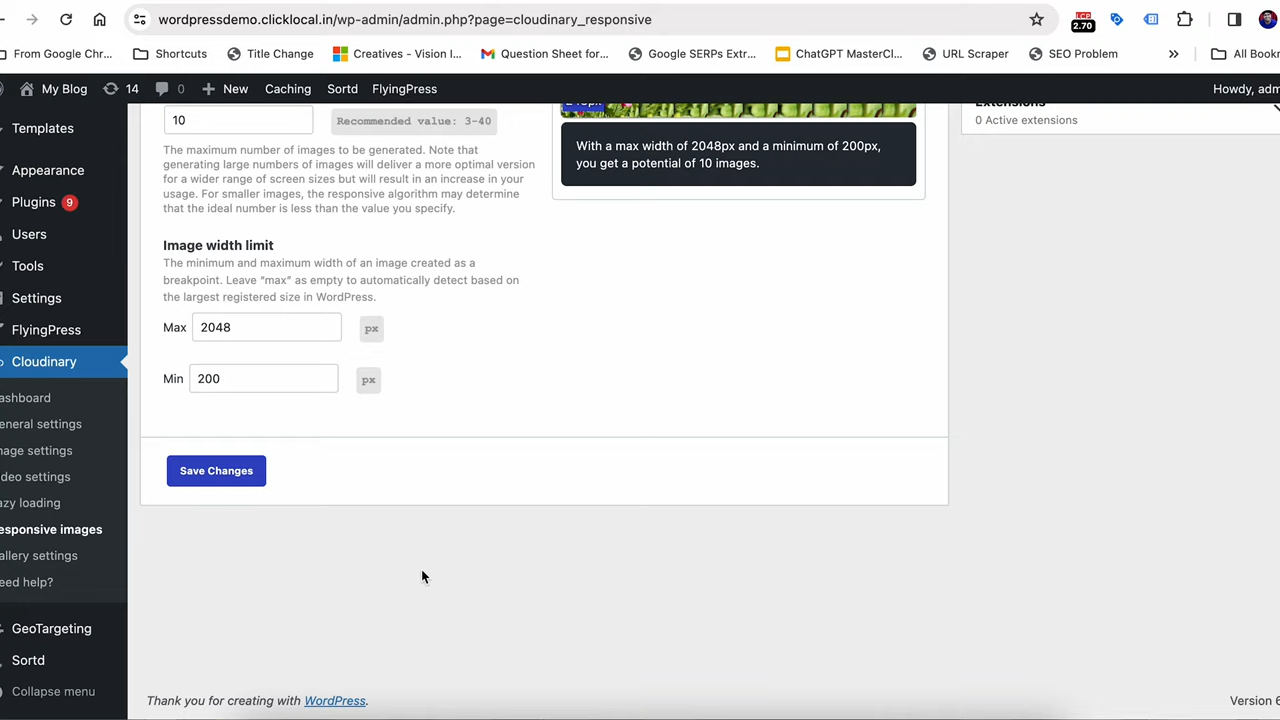 wordpressdemo.clicklocal.in/wp-admin/admin.php?page=cloudinary_responsive
LCP
2.70
From Google Chr...
Shortcuts
Title Change
Creatives - Vision I...
Question Sheet for...
Google SERPs Extr...
ChatGPT MasterCl...
URL Scraper
SEO Problem
»
All Bookm
My Blog
14
0
New
Caching
Sortd
FlyingPress
Howdy, adm
Templates
Appearance
Plugins 9
Users
Tools
Settings
FlyingPress
Cloudinary
ashboard
eneral settings
mage settings
ideo settings
azy loading
esponsive images
allery settings
eed help?
GeoTargeting
Sortd
Collapse menu
10
Recommended value: 3-40
The maximum number of images to be generated. Note that
generating large numbers of images will deliver a more optimal version
for a wider range of screen sizes but will result in an increase in your
usage. For smaller images, the responsive algorithm may determine
that the ideal number is less than the value you specify.
Image width limit
The minimum and maximum width of an image created as a
breakpoint. Leave “max” as empty to automatically detect based on
the largest registered size in WordPress.
Max 2048 px
Min 200 px
Save Changes
With a max width of 2048px and a minimum of 200px,
you get a potential of 10 images.
Extensions
0 Active extensions
Thank you for creating with WordPress.
Version 6